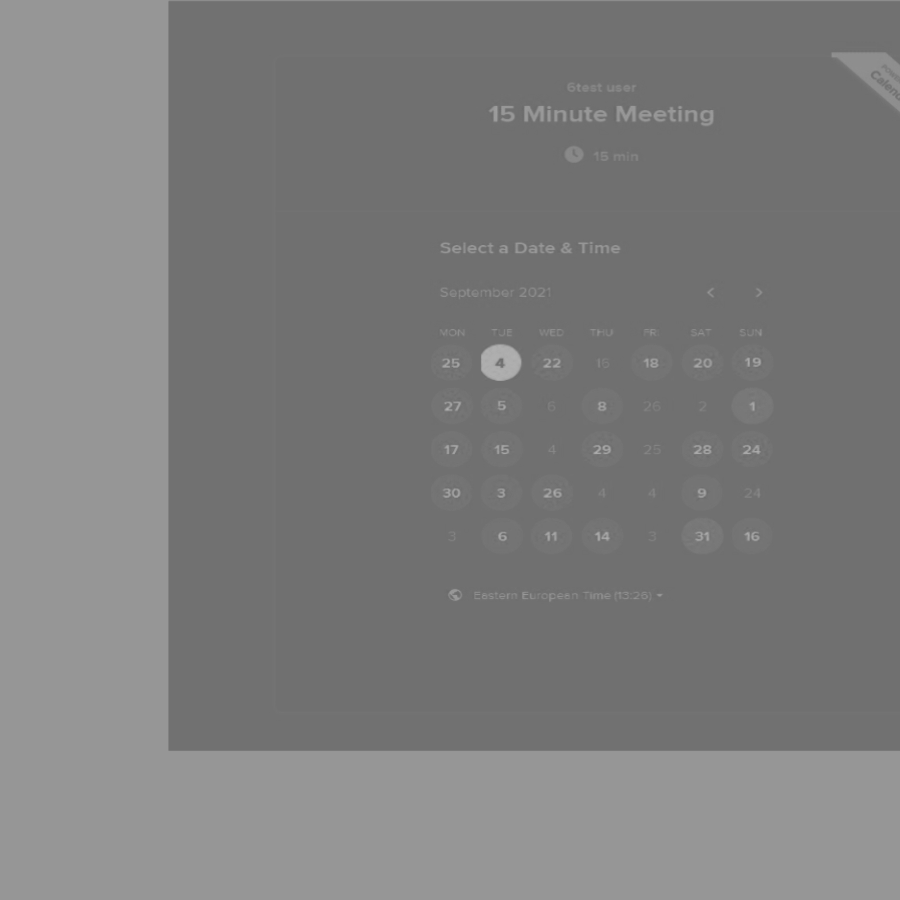 6test user
15 Minute Meeting
15 min
Select a Date & Time
September 2021
MON TUE WED THU FRI SAT SUN
25 4 22 15 18 20 19
27 5 6 8 26 2 1
17 15 4 29 25 28 24
30 3 26 4 4 9 24
3 6 11 14 3 31 16
Eastern European Time (13:26)